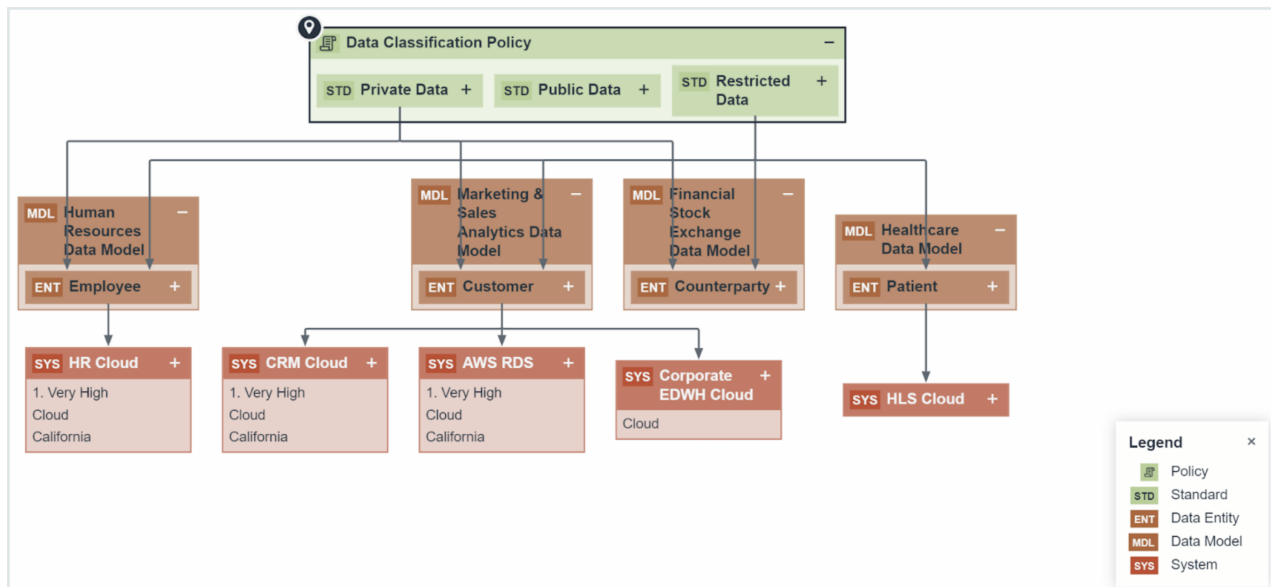 Data Classification Policy −
STD Private Data +
STD Public Data +
STD Restricted +
Data
MDL Human −
Resources
Data Model
ENT Employee +
MDL Marketing & −
Sales
Analytics Data
Model
ENT Customer +
MDL Financial −
Stock
Exchange
Data Model
ENT Counterparty +
MDL Healthcare −
Data Model
ENT Patient +
SYS HR Cloud +
1. Very High
Cloud
California
SYS CRM Cloud +
1. Very High
Cloud
California
SYS AWS RDS +
1. Very High
Cloud
California
SYS Corporate +
EDWH Cloud
Cloud
SYS HLS Cloud +
Legend ×
Policy
STD Standard
ENT Data Entity
MDL Data Model
SYS System